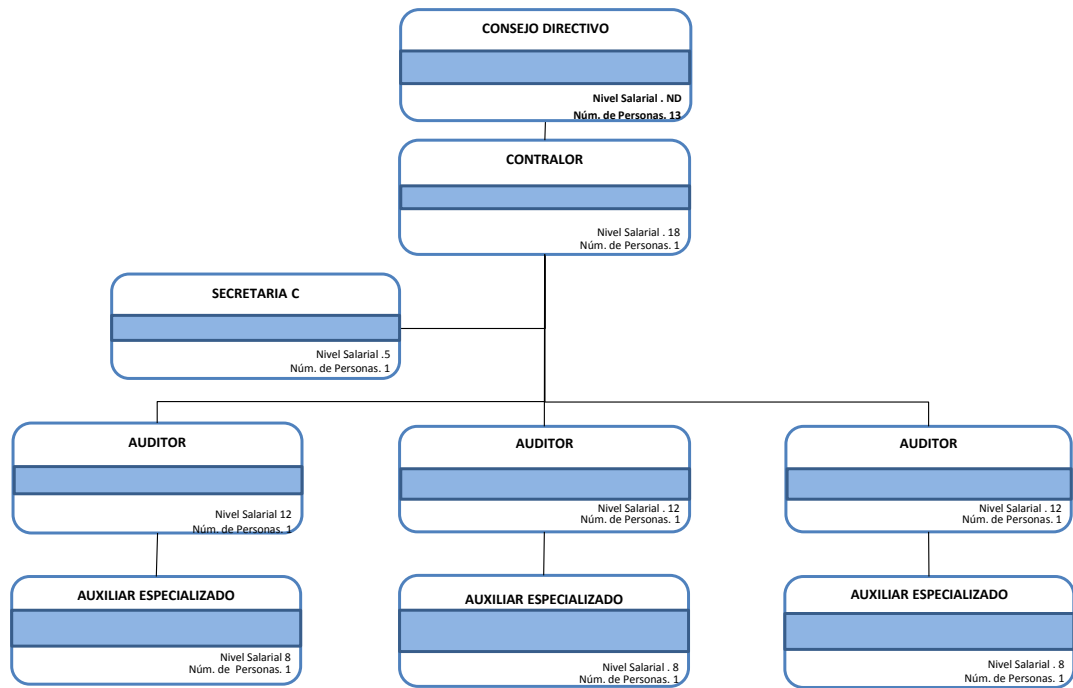 CONSEJO DIRECTIVO
Nivel Salarial . ND
Núm. de Personas. 13
CONTRALOR
Nivel Salarial . 18
Núm. de Personas. 1
SECRETARIA C
Nivel Salarial .5
Núm. de Personas. 1
AUDITOR
Nivel Salarial 12
Núm. de Personas. 1
AUDITOR
Nivel Salarial . 12
Núm. de Personas. 1
AUDITOR
Nivel Salarial . 12
Núm. de Personas. 1
AUXILIAR ESPECIALIZADO
Nivel Salarial 8
Núm. de  Personas. 1
AUXILIAR ESPECIALIZADO
Nivel Salarial . 8
Núm. de Personas. 1
AUXILIAR ESPECIALIZADO
Nivel Salarial . 8
Núm. de Personas. 1